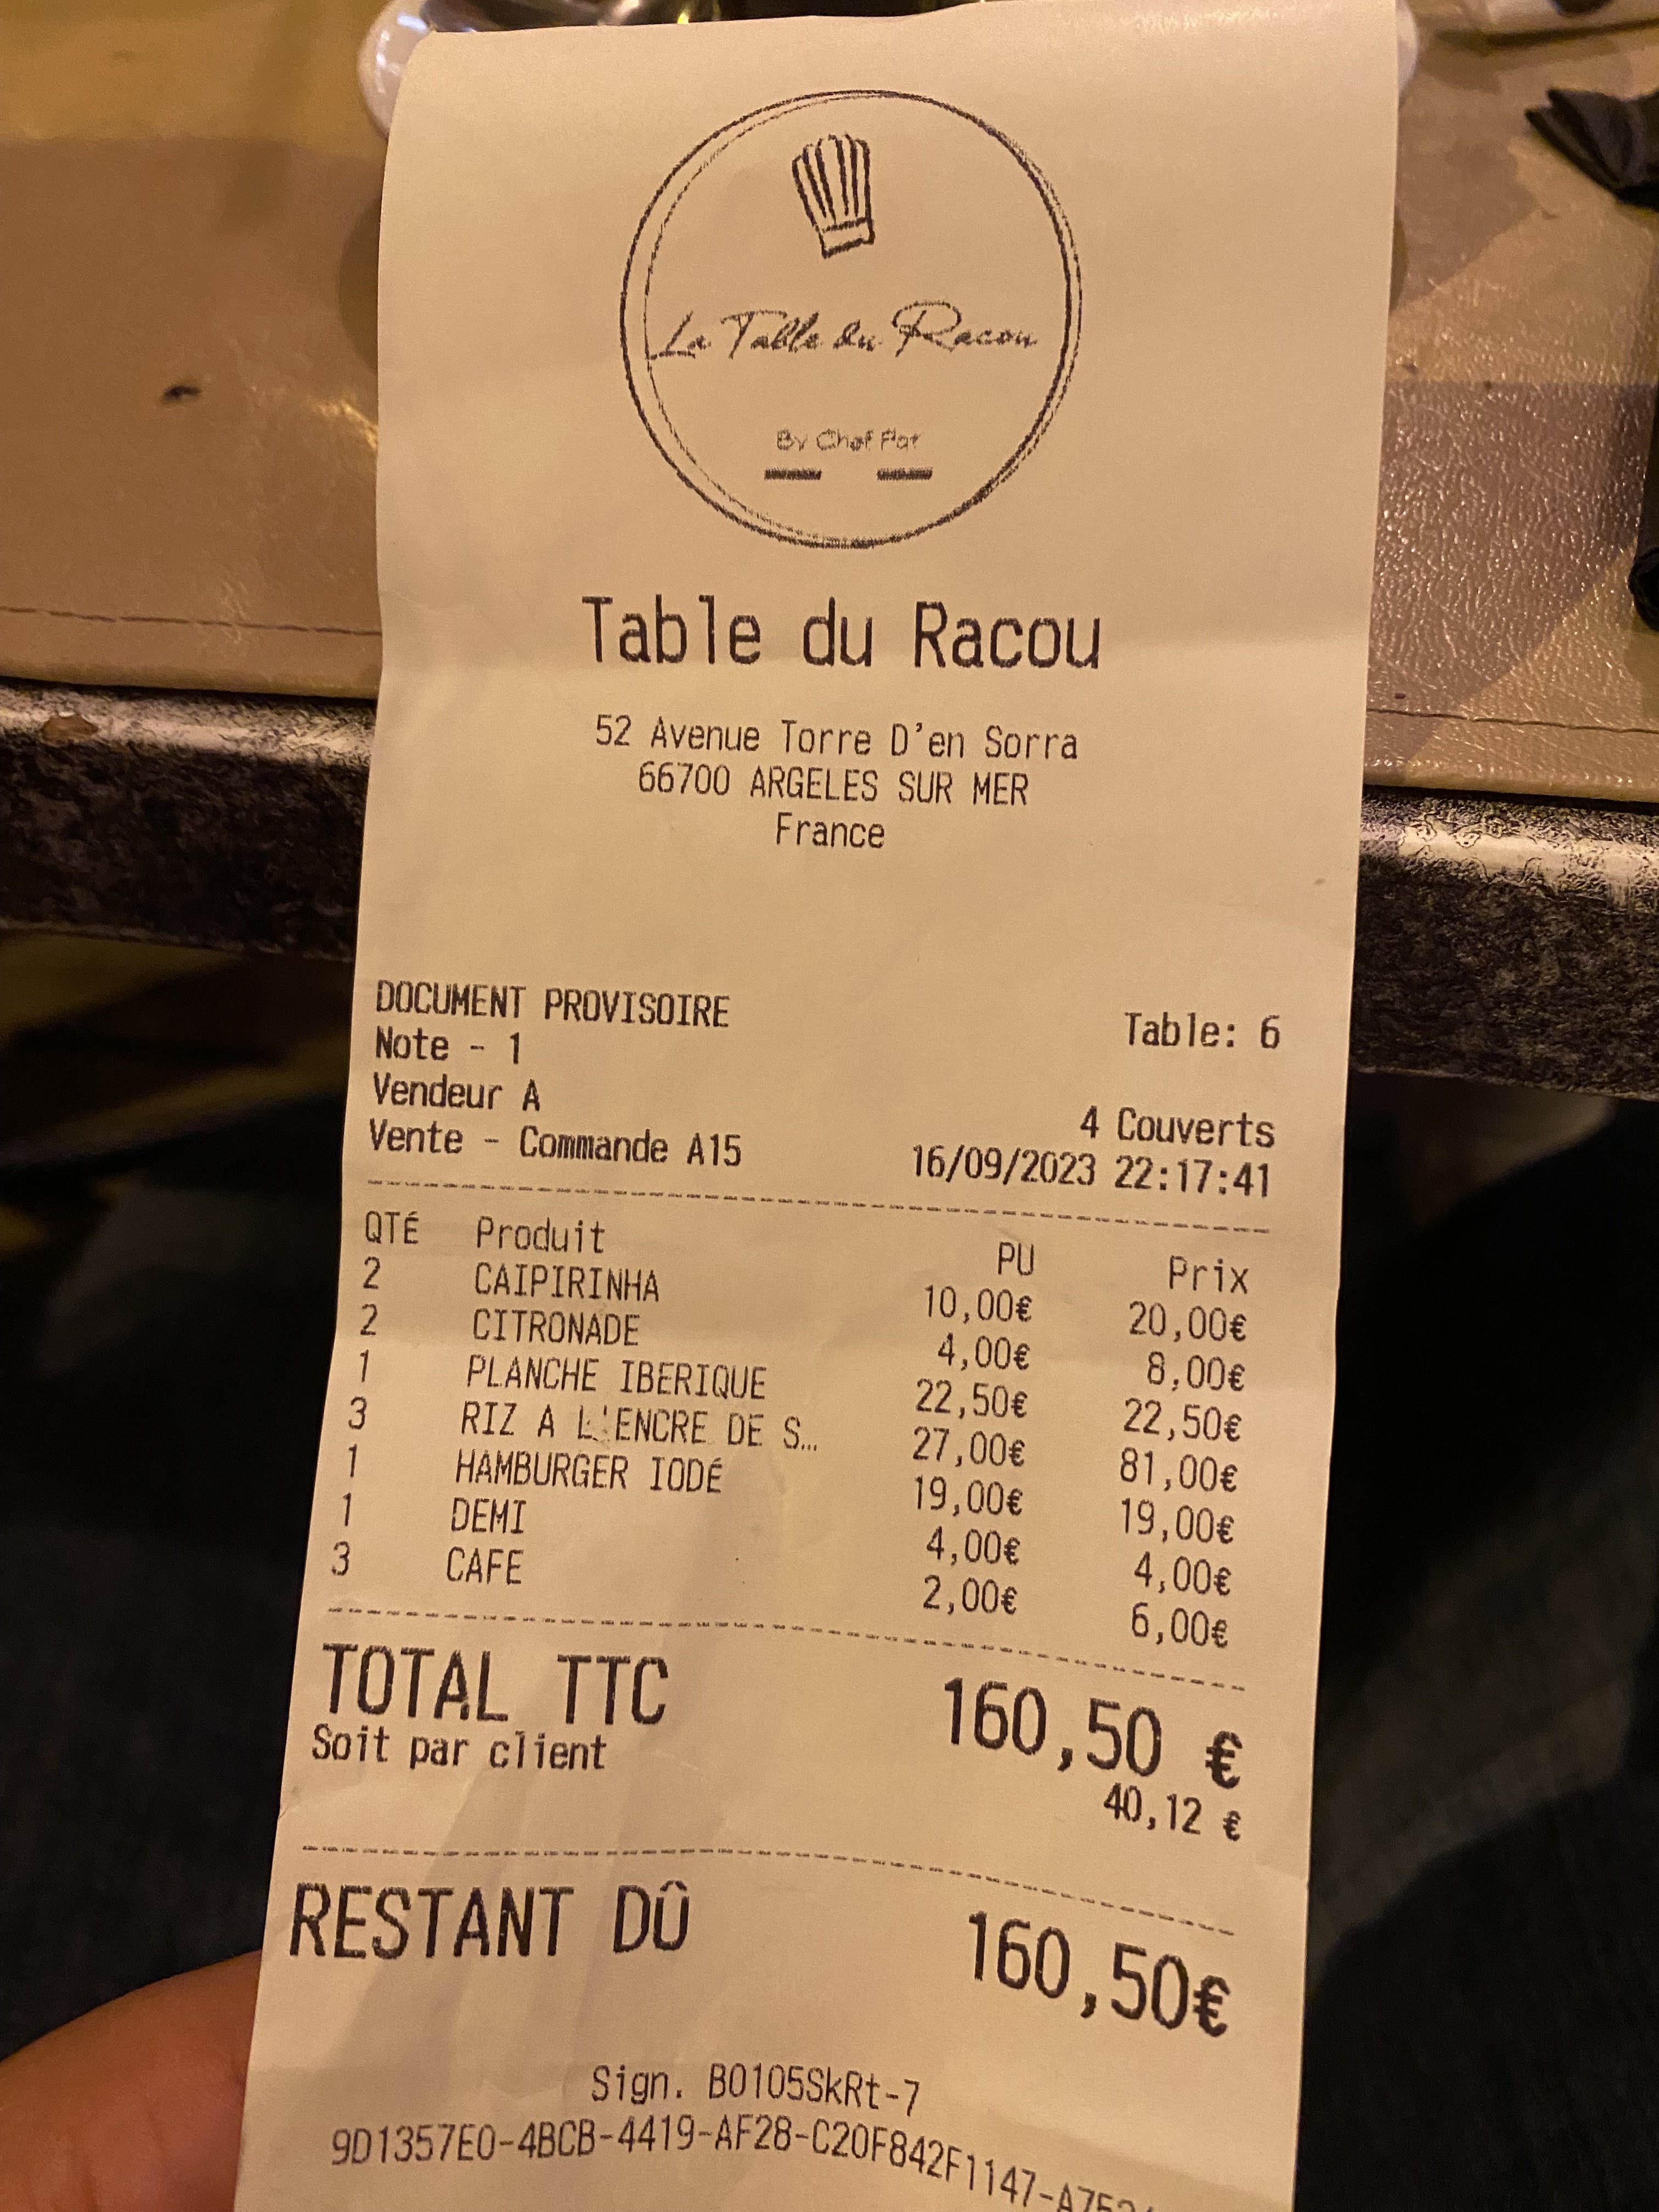 La Table du Racou
By Chef Pat
Table du Racou
52 Avenue Torre D'en Sorra
66700 ARGELES SUR MER
France
DOCUMENT PROVISOIRE
Note - 1 Table: 6
Vendeur A
4 Couverts
Vente - Commande A15 16/09/2023 22:17:41
QTÉ Produit PU Prix
2 CAIPIRINHA 10,00€ 20,00€
2 CITRONADE 4,00€ 8,00€
1 PLANCHE IBERIQUE 22,50€ 22,50€
3 RIZ A L'ENCRE DE S... 27,00€ 81,00€
1 HAMBURGER IODÉ 19,00€ 19,00€
1 DEMI 4,00€ 4,00€
3 CAFE 2,00€ 6,00€
TOTAL TTC 160,50 €
Soit par client 40,12 €
RESTANT DÛ 160,50€
Sign. B0105SkRt-7
9D1357E0-4BCB-4419-AF28-C20F842F1147-A752